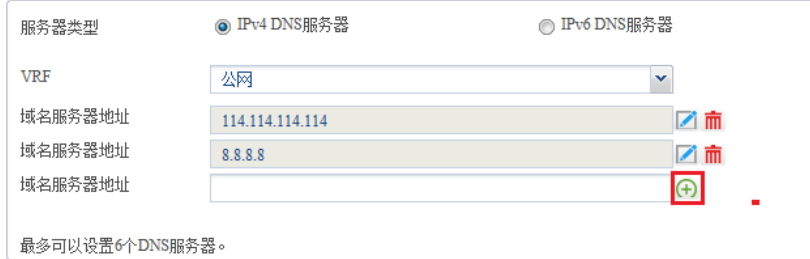 服务器类型 IPv4 DNS服务器 IPv6 DNS服务器
VRF 公网
域名服务器地址 114.114.114.114
域名服务器地址 8.8.8.8
域名服务器地址
最多可以设置6个DNS服务器。